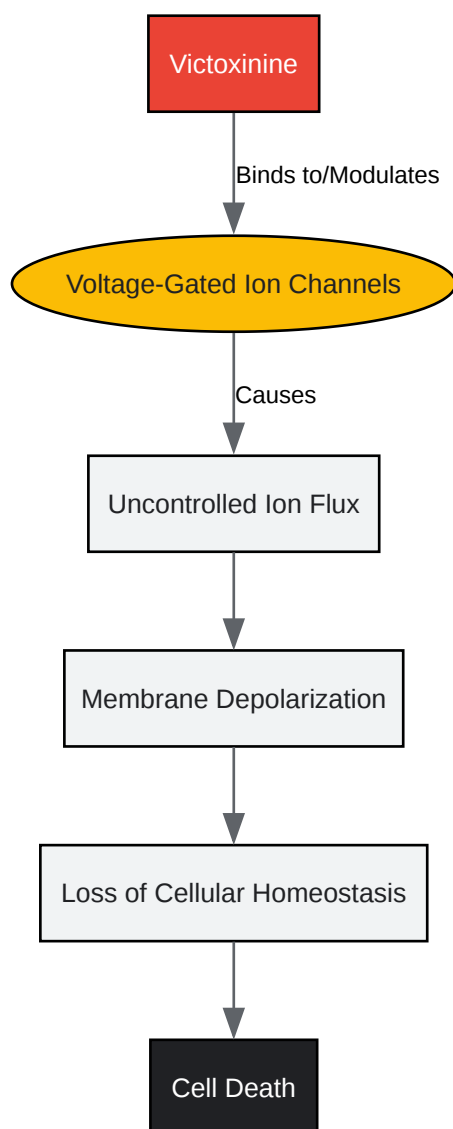 Victoxinine
Binds to/Modulates
Voltage-Gated Ion Channels
Causes
Uncontrolled Ion Flux
Membrane Depolarization
Loss of Cellular Homeostasis
Cell Death